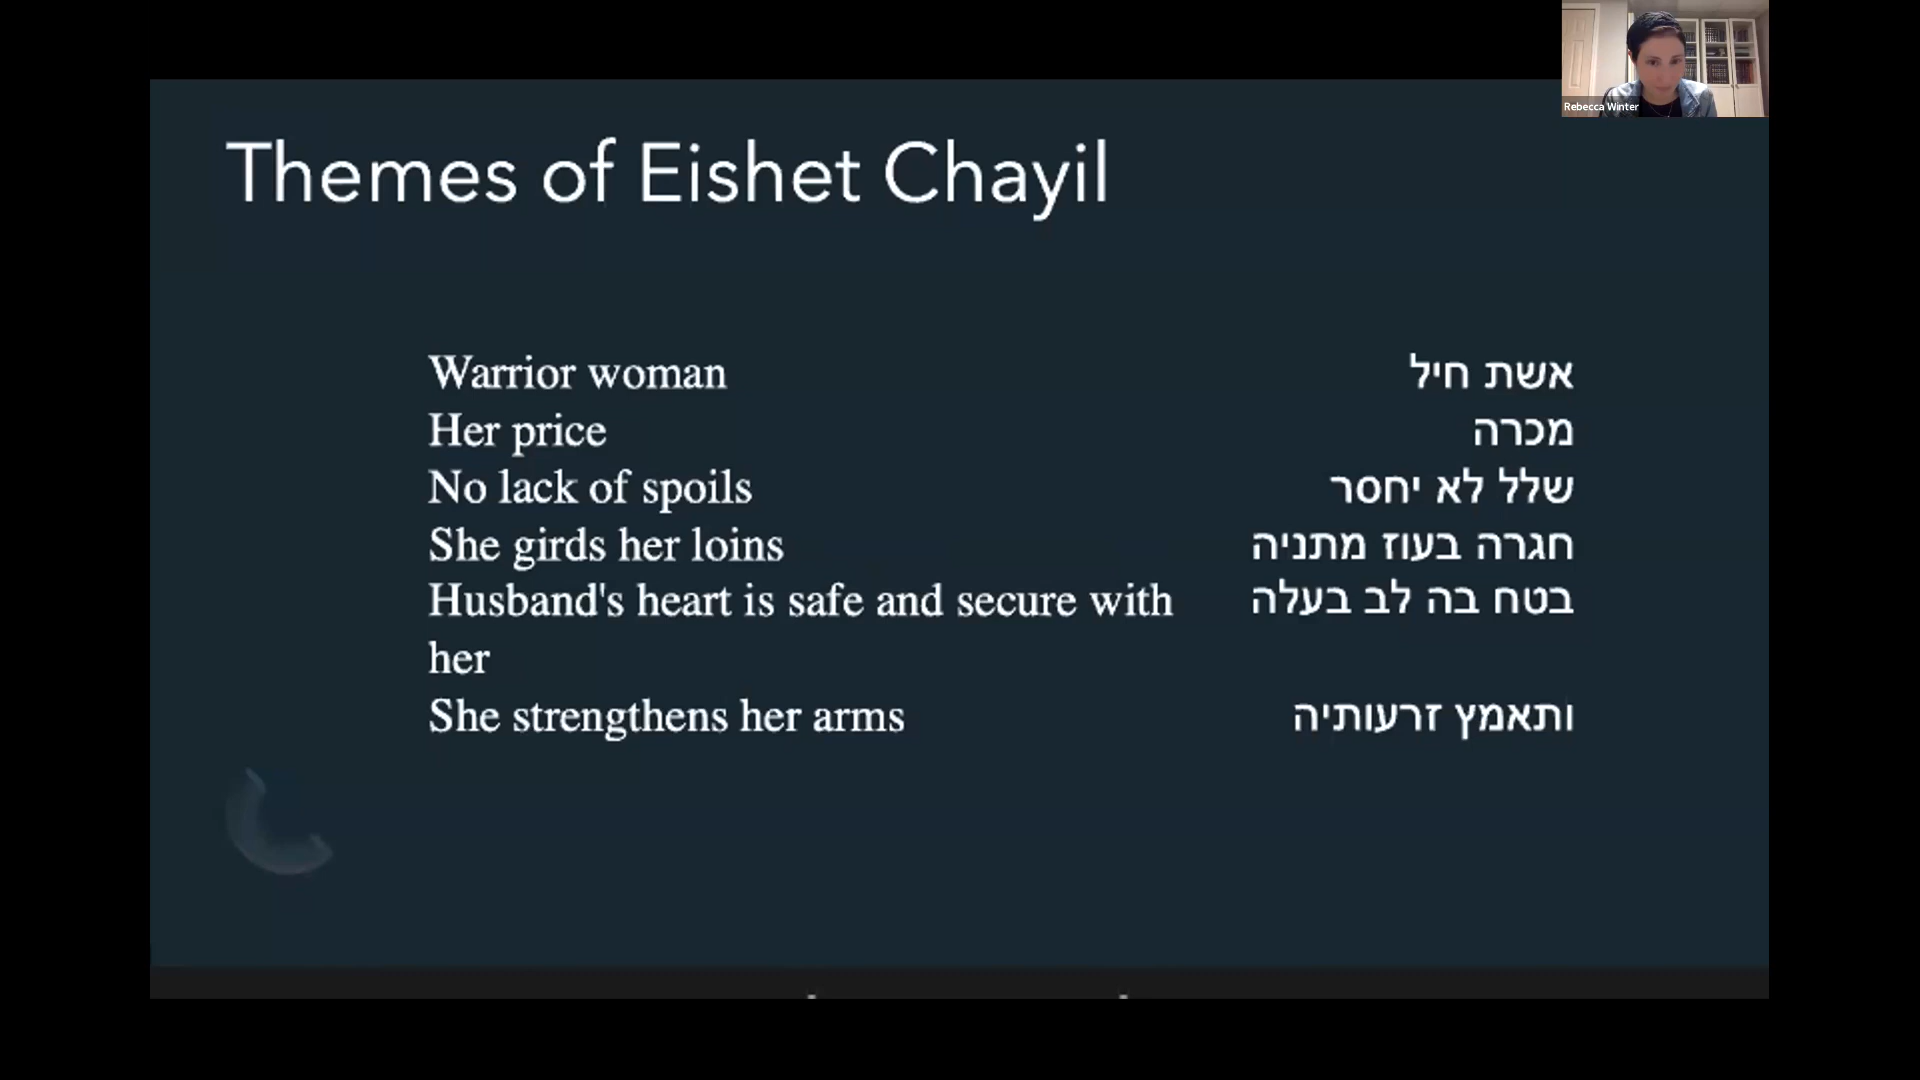 Rebecca Winter
Themes of Eishet Chayil
Warrior woman אשת חיל
Her price מכרה
No lack of spoils שלל לא יחסר
She girds her loins חגרה בעוז מתניה
Husband's heart is safe and secure with בטח בה לב בעלה
her
She strengthens her arms ותאמץ זרעותיה